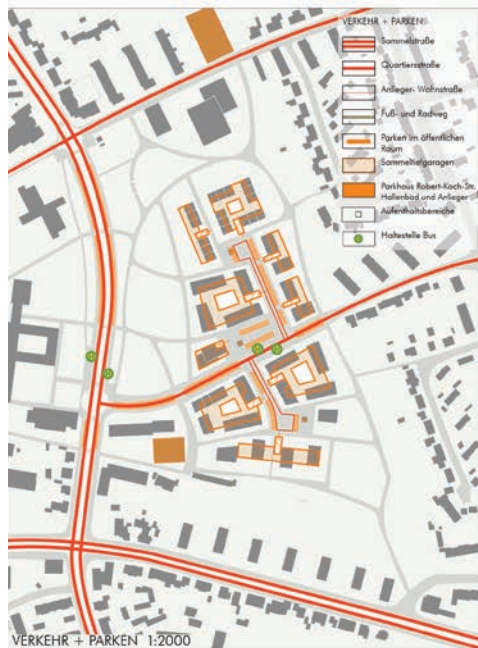 VERKEHR + PARKEN
Sammelstraße
Quartiersstraße
Anlieger- Wohnstraße
Fuß- und Radweg
Parken im öffentlichen
Raum
Sammeltiefgaragen
Parkhaus Robert-Koch-Str.
Hallenbad und Anlieger
Aufenthaltsbereiche
Haltestelle Bus
VERKEHR + PARKEN 1:2000